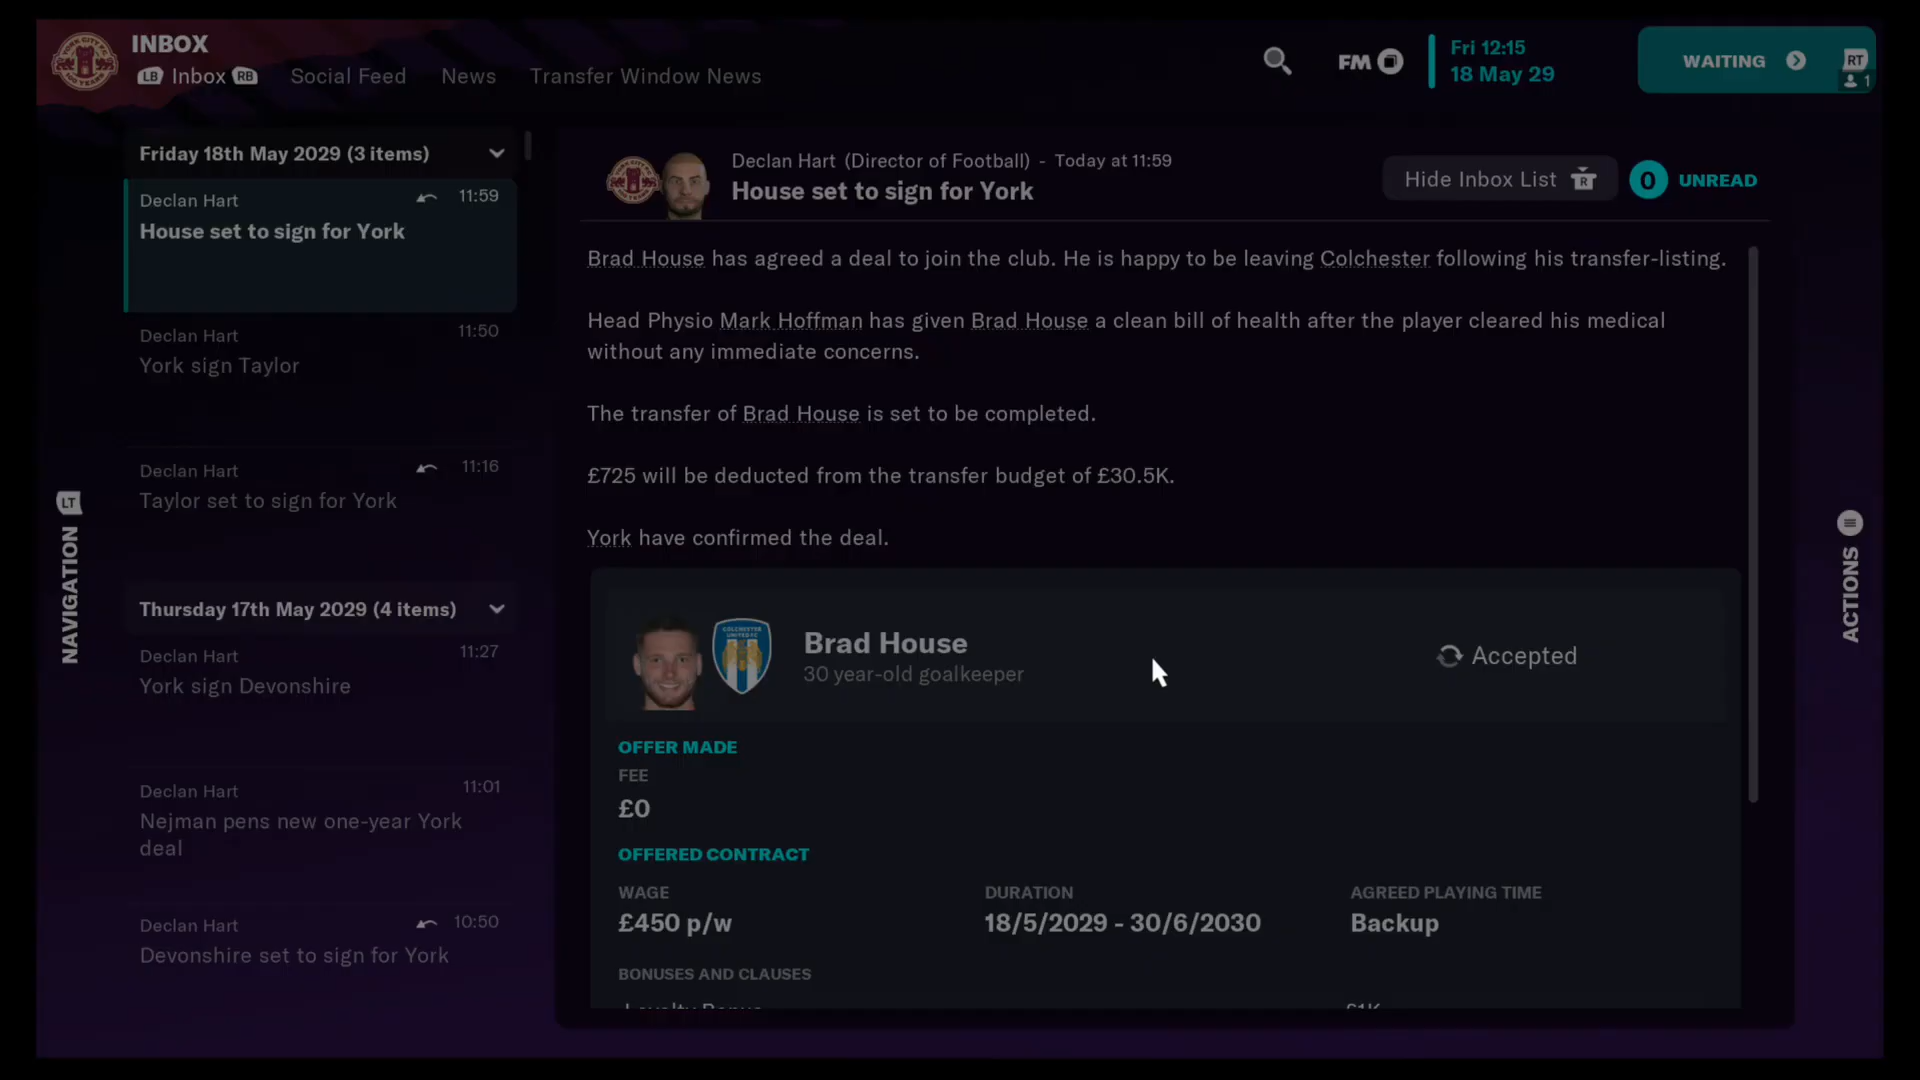 INBOX
LB Inbox RB Social Feed News Transfer Window News
FM
Fri 12:15
18 May 29
WAITING
RT
1
Friday 18th May 2029 (3 items)
Declan Hart 11:59
House set to sign for York
Declan Hart 11:50
York sign Taylor
Declan Hart 11:16
Taylor set to sign for York
Thursday 17th May 2029 (4 items)
Declan Hart 11:27
York sign Devonshire
Declan Hart 11:01
Nejman pens new one-year York
deal
Declan Hart 10:50
Devonshire set to sign for York
LT
NAVIGATION
Declan Hart (Director of Football) - Today at 11:59
House set to sign for York
Hide Inbox List R
0 UNREAD
Brad House has agreed a deal to join the club. He is happy to be leaving Colchester following his transfer-listing.
Head Physio Mark Hoffman has given Brad House a clean bill of health after the player cleared his medical
without any immediate concerns.
The transfer of Brad House is set to be completed.
£725 will be deducted from the transfer budget of £30.5K.
York have confirmed the deal.
Brad House
30 year-old goalkeeper
Accepted
OFFER MADE
FEE
£0
OFFERED CONTRACT
WAGE DURATION AGREED PLAYING TIME
£450 p/w 18/5/2029 - 30/6/2030 Backup
BONUSES AND CLAUSES
Loyalty Bonus £1K
ACTIONS